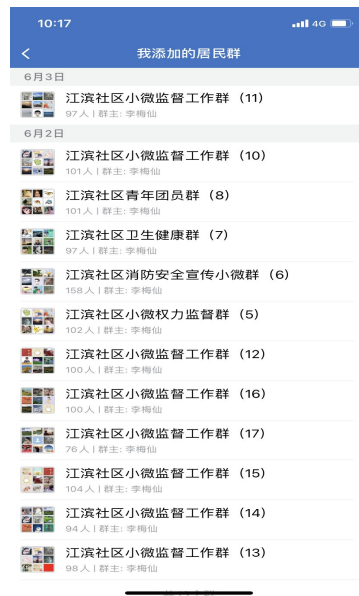 10:17
4G
我添加的居民群
6月3日
江滨社区小微监督工作群（11）
97人 | 群主: 李梅仙
6月2日
江滨社区小微监督工作群（10）
101人 | 群主: 李梅仙
江滨社区青年团员群（8）
101人 | 群主: 李梅仙
江滨社区卫生健康群（7）
97人 | 群主: 李梅仙
江滨社区消防安全宣传小微群（6）
158人 | 群主: 李梅仙
江滨社区小微权力监督群（5）
102人 | 群主: 李梅仙
江滨社区小微监督工作群（12）
100人 | 群主: 李梅仙
江滨社区小微监督工作群（16）
100人 | 群主: 李梅仙
江滨社区小微监督工作群（17）
76人 | 群主: 李梅仙
江滨社区小微监督工作群（15）
104人 | 群主: 李梅仙
江滨社区小微监督工作群（14）
94人 | 群主: 李梅仙
江滨社区小微监督工作群（13）
98人 | 群主: 李梅仙